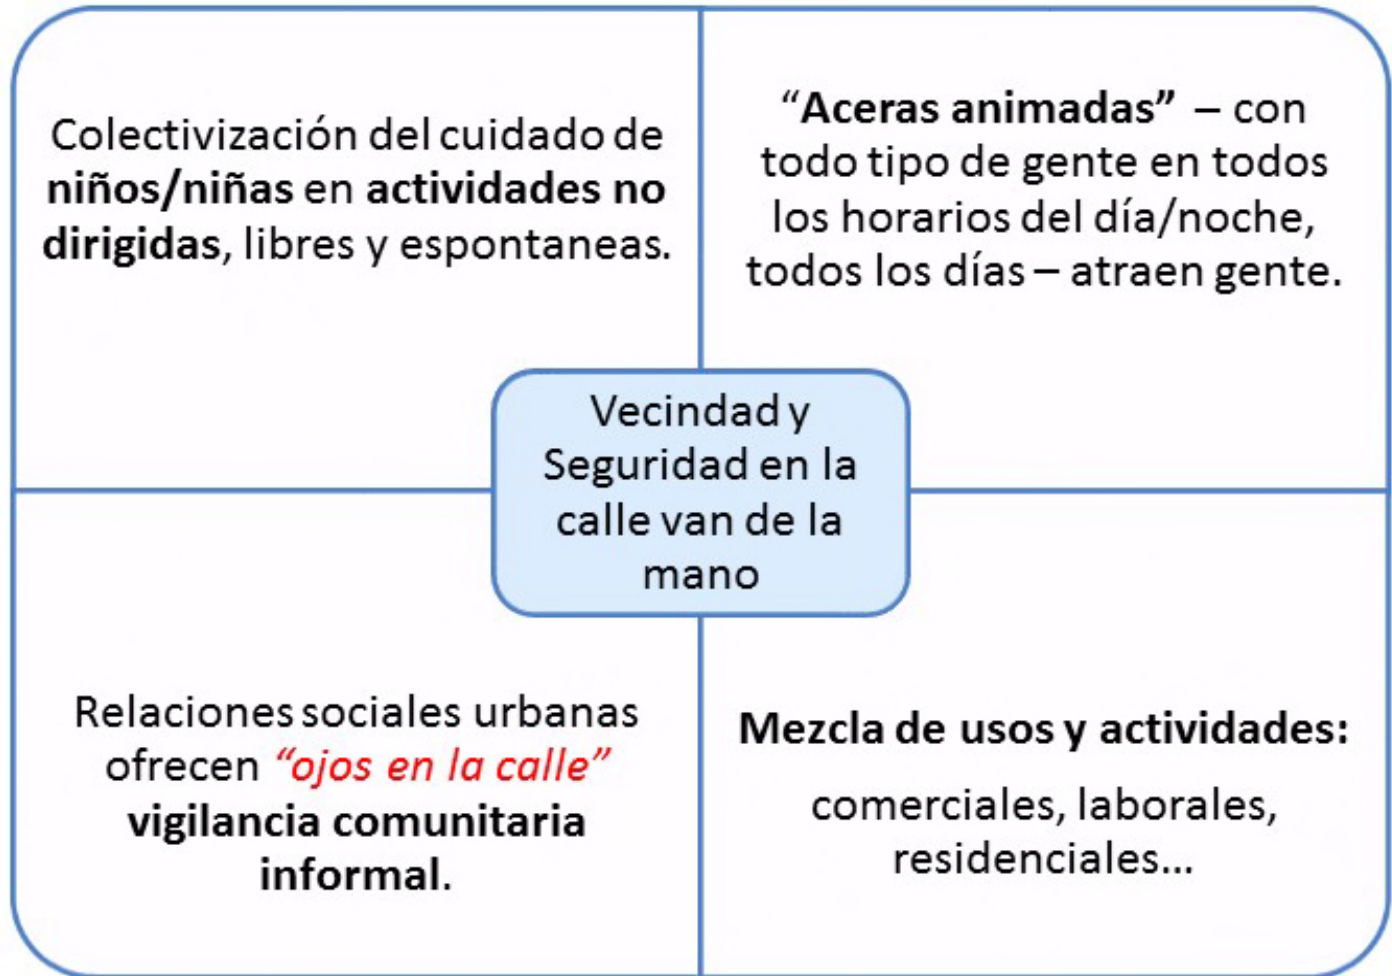 Colectivización del cuidado de
niños/niñas en actividades no
dirigidas, libres y espontaneas.
“Aceras animadas” – con
todo tipo de gente en todos
los horarios del día/noche,
todos los días – atraen gente.
Vecindad y
Seguridad en la
calle van de la
mano
Relaciones sociales urbanas
ofrecen “ojos en la calle”
vigilancia comunitaria
informal.
Mezcla de usos y actividades:
comerciales, laborales,
residenciales...